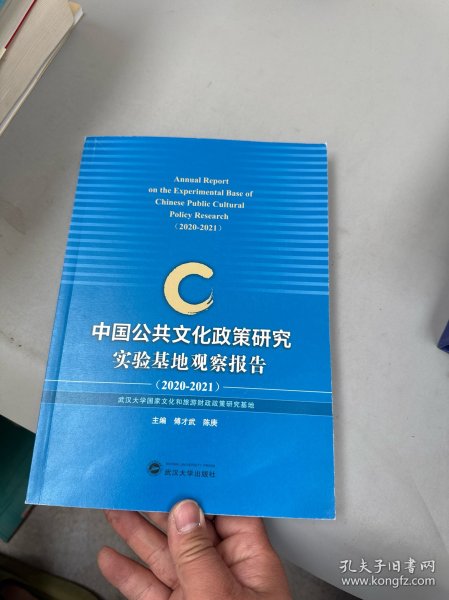 Annual Report
on the Experimental Base of
Chinese Public Cultural
Policy Research
(2020-2021)
中国公共文化政策研究
实验基地观察报告
(2020-2021)
武汉大学国家文化和旅游财政政策研究基地
主编 傅才武 陈庚
WUHAN UNIVERSITY PRESS
武汉大学出版社
孔夫子旧书网
www.kongfz.com